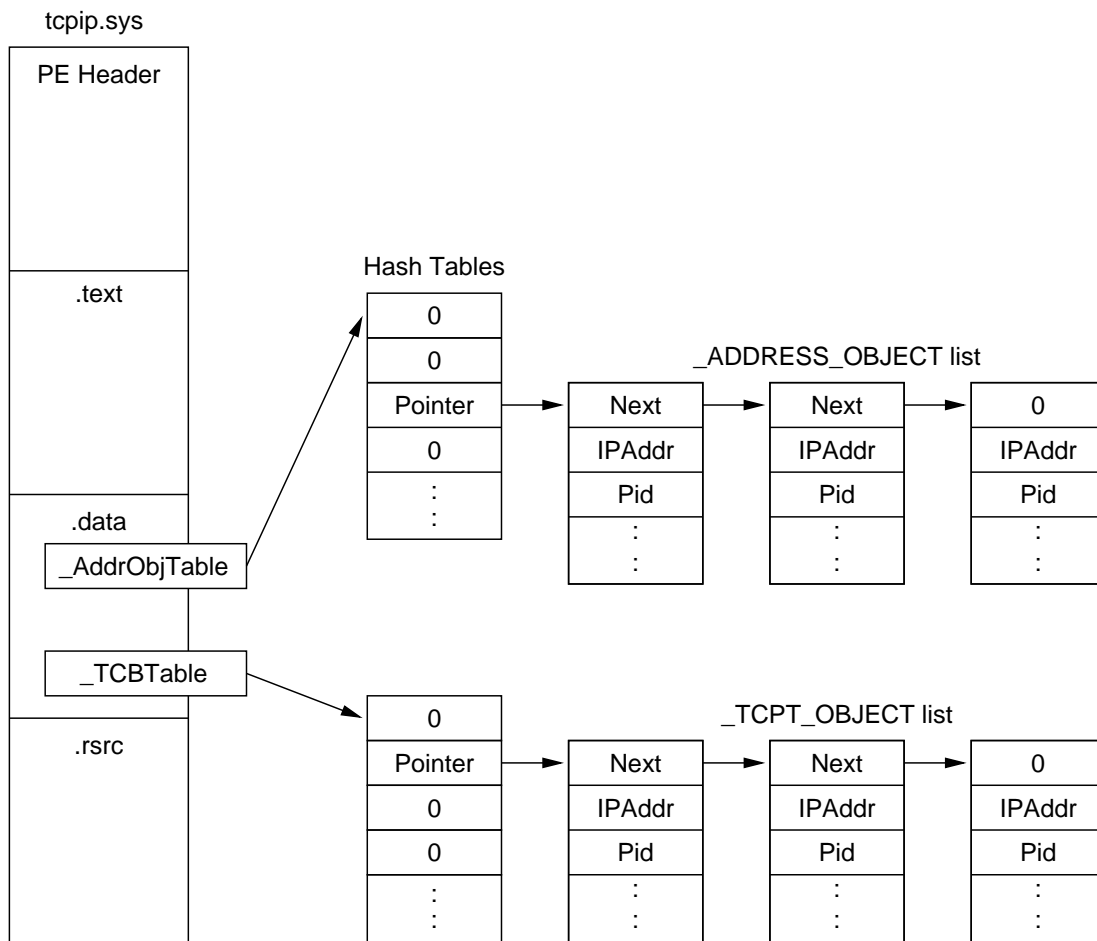 tcpip.sys
PE Header
.text
.data
_AddrObjTable
_TCBTable
.rsrc
Hash Tables
0
0
Pointer
0
:
:
_ADDRESS_OBJECT list
Next
IPAddr
Pid
:
:
Next
IPAddr
Pid
:
:
0
IPAddr
Pid
:
:
0
Pointer
0
0
:
:
_TCPT_OBJECT list
Next
IPAddr
Pid
:
:
Next
IPAddr
Pid
:
:
0
IPAddr
Pid
:
: